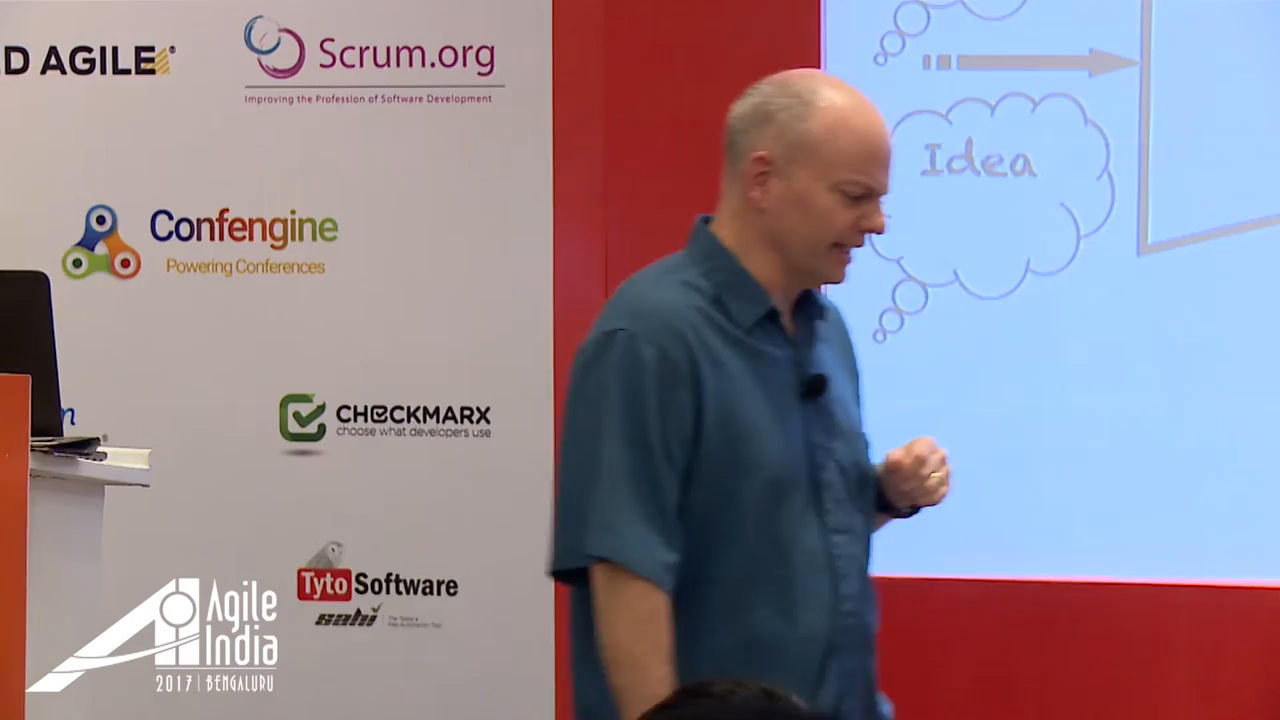 D AGILE
Scrum.org
Improving the Profession of Software Development
Idea
Confengine
Powering Conferences
CHECKMARX
choose what developers use
Tyto Software
sahi
Agile
India
2017 | BENGALURU